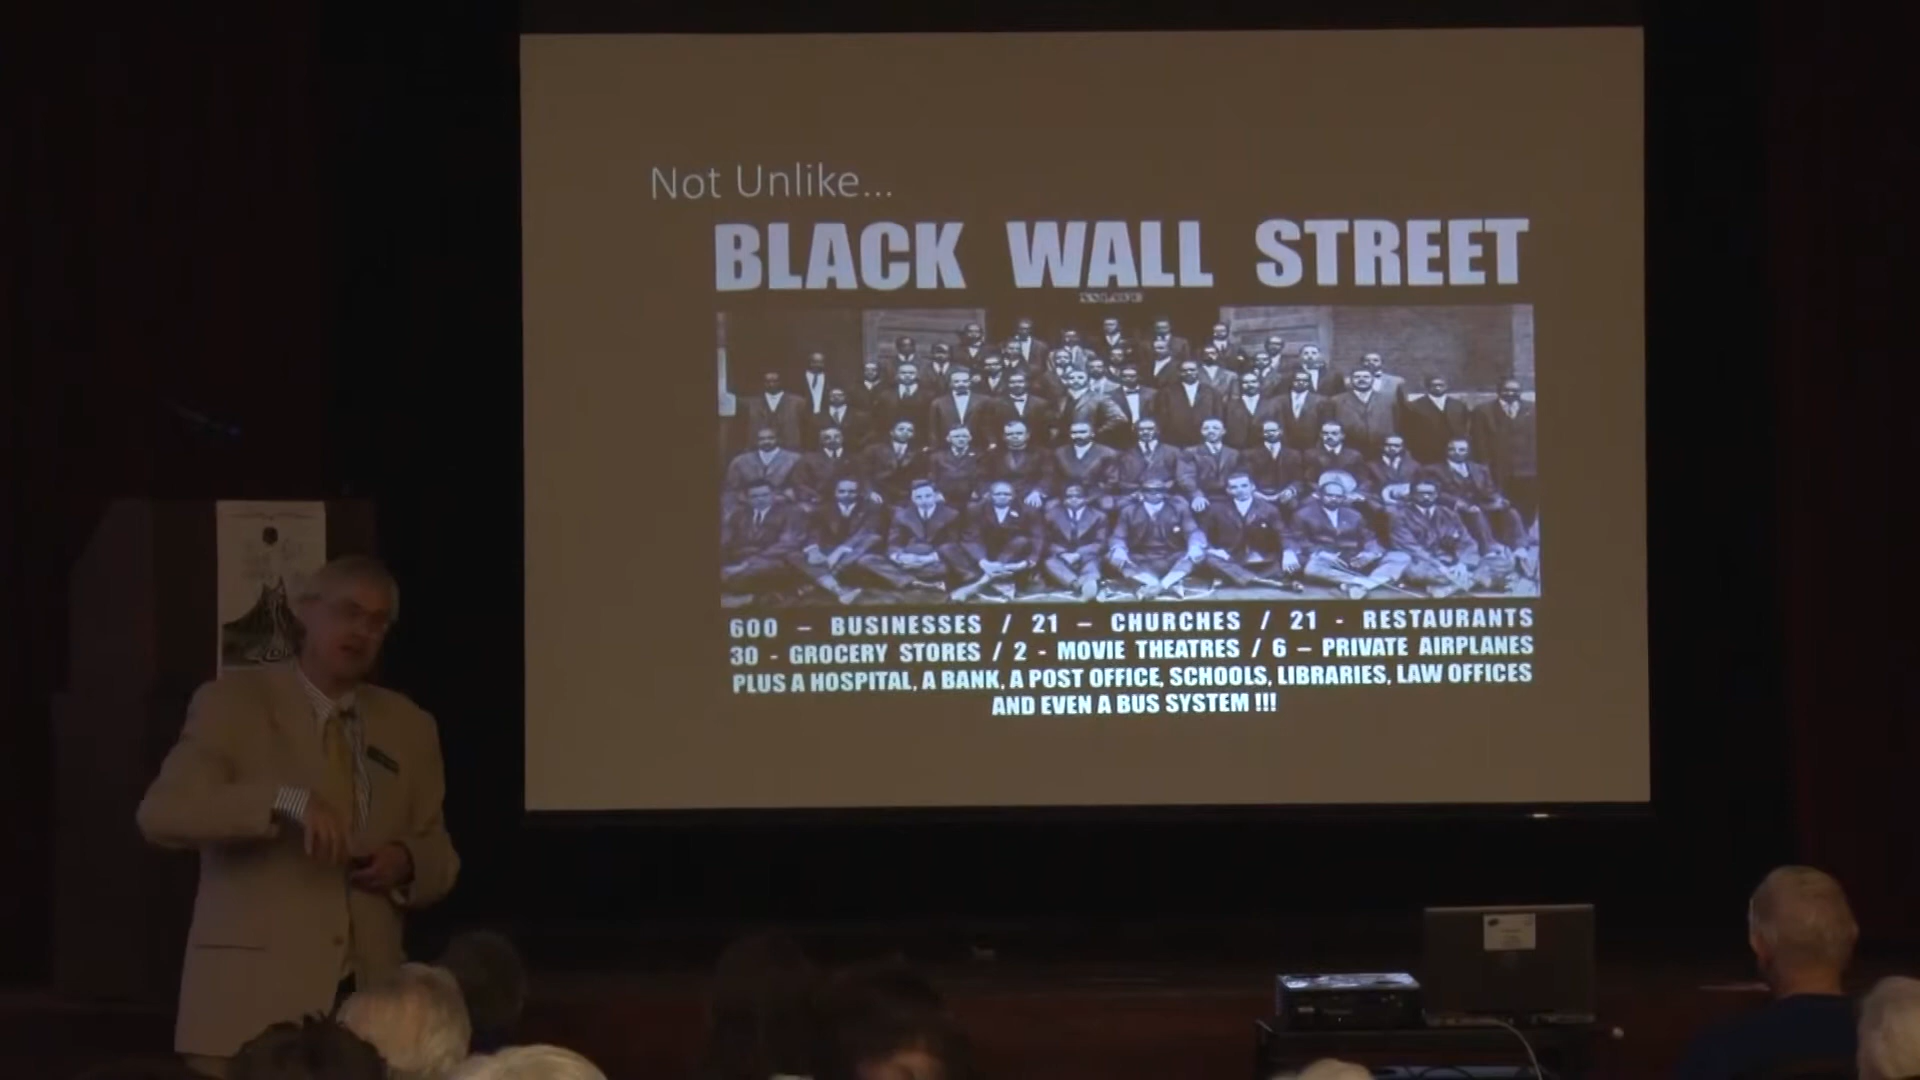 Not Unlike...
BLACK WALL STREET
600 – BUSINESSES / 21 – CHURCHES / 21 - RESTAURANTS
30 - GROCERY STORES / 2 - MOVIE THEATRES / 6 – PRIVATE AIRPLANES
PLUS A HOSPITAL, A BANK, A POST OFFICE, SCHOOLS, LIBRARIES, LAW OFFICES
AND EVEN A BUS SYSTEM !!!